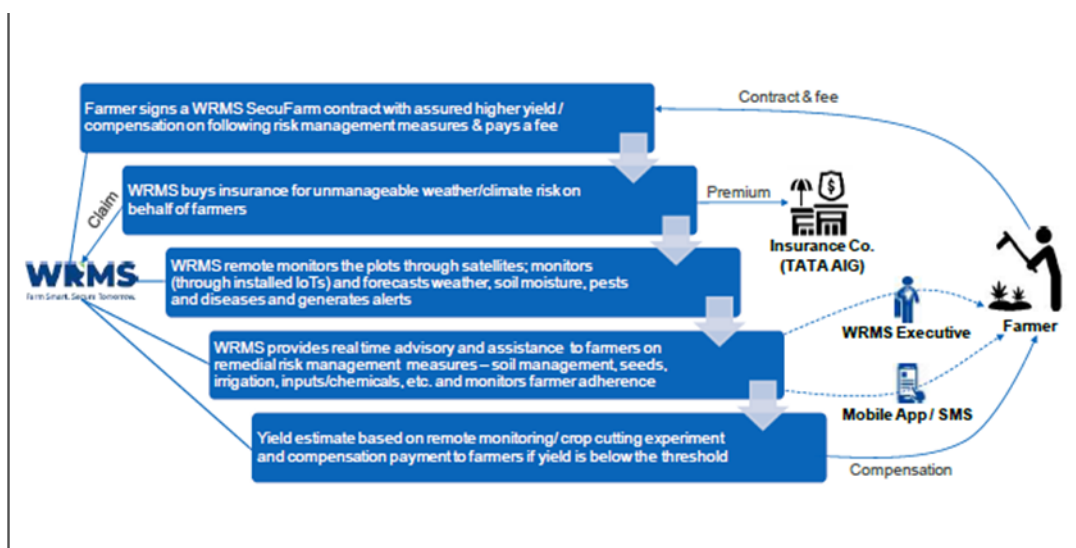 Contract & fee
Farmer signs a WRMS SecuFarm contract with assured higher yield /
compensation on following risk management measures & pays a fee
Claim
WRMS buys insurance for unmanageable weather/climate risk on
behalf of farmers
Premium
Insurance Co.
(TATA AIG)
WRMS
Farm Smart. Secure Tomorrow.
WRMS remote monitors the plots through satellites; monitors
(through installed IoTs) and forecasts weather, soil moisture, pests
and diseases and generates alerts
WRMS Executive
Farmer
WRMS provides real time advisory and assistance to farmers on
remedial risk management measures – soil management, seeds,
irrigation, inputs/chemicals, etc. and monitors farmer adherence
Mobile App / SMS
Yield estimate based on remote monitoring/ crop cutting experiment
and compensation payment to farmers if yield is below the threshold
Compensation